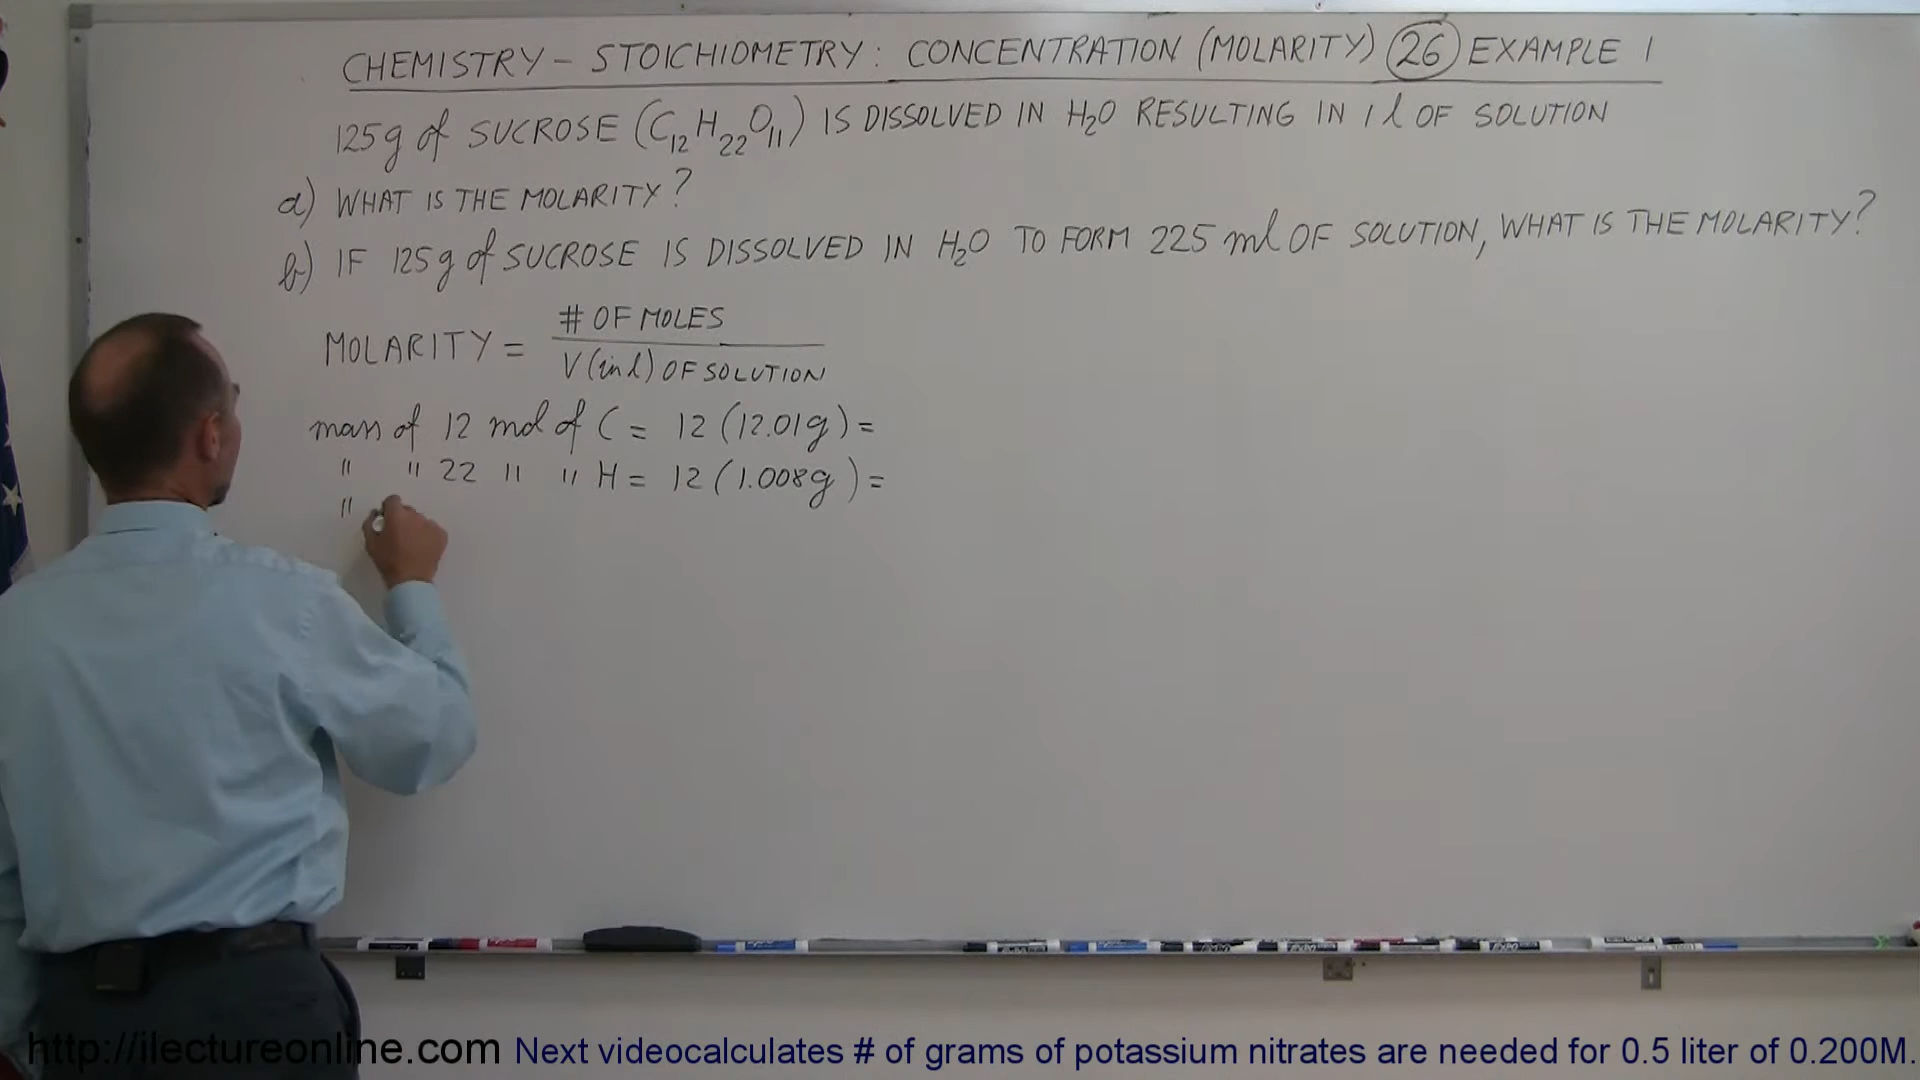 CHEMISTRY - STOICHIOMETRY: CONCENTRATION (MOLARITY) 26 EXAMPLE 1
125g of SUCROSE (C12H22O11) IS DISSOLVED IN H2O RESULTING IN 1 l OF SOLUTION
a) WHAT IS THE MOLARITY?
b) IF 125g of SUCROSE IS DISSOLVED IN H2O TO FORM 225 ml OF SOLUTION, WHAT IS THE MOLARITY?
MOLARITY = # OF MOLES / V (in l) OF SOLUTION
mass of 12 mol of C = 12 (12.01g) =
" " 22 " " H = 12 (1.008g) =
"
http://ilectureonline.com Next videocalculates # of grams of potassium nitrates are needed for 0.5 liter of 0.200M.